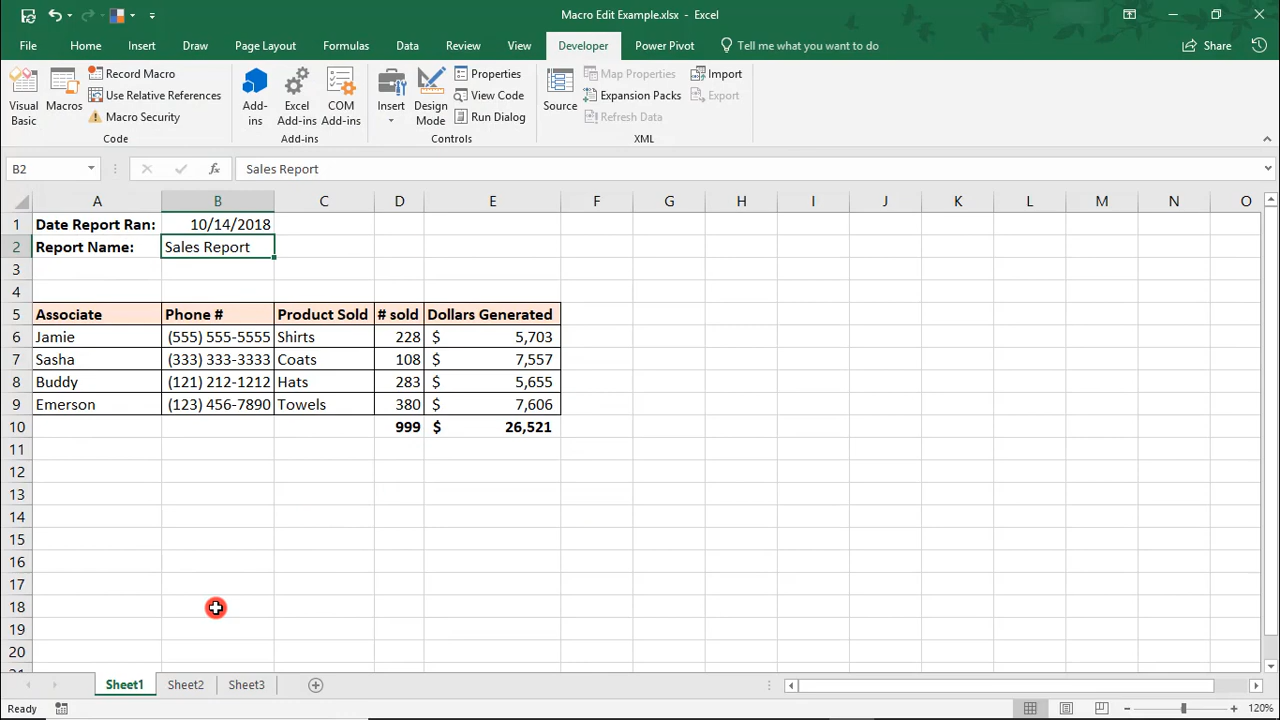 Macro Edit Example.xlsx - Excel
File Home Insert Draw Page Layout Formulas Data Review View Developer Power Pivot Tell me what you want to do Share
Visual Basic
Macros
Record Macro
Use Relative References
Macro Security
Code
Add-ins
Excel Add-ins
COM Add-ins
Add-ins
Insert
Design Mode
Properties
View Code
Run Dialog
Controls
Source
Map Properties
Expansion Packs
Refresh Data
Import
Export
XML
B2 fx Sales Report
A B C D E F G H I J K L M N O
1 Date Report Ran: 10/14/2018
2 Report Name: Sales Report
3
4
5 Associate Phone # Product Sold # sold Dollars Generated
6 Jamie (555) 555-5555 Shirts 228 $ 5,703
7 Sasha (333) 333-3333 Coats 108 $ 7,557
8 Buddy (121) 212-1212 Hats 283 $ 5,655
9 Emerson (123) 456-7890 Towels 380 $ 7,606
10 999 $ 26,521
11
12
13
14
15
16
17
18
19
20
Sheet1 Sheet2 Sheet3
Ready 120%